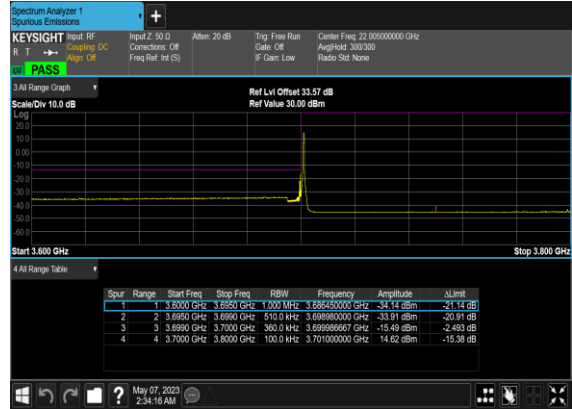 Spectrum Analyzer 1
Spurious Emissions
+
KEYSIGHT Input: RF Input Z: 50 Ω Atten: 20 dB Trig: Free Run Center Freq: 22.005000000 GHz
R T Coupling: DC Corrections: Off Gate: Off Avg|Hold: 300/300
Align: Off Freq Ref: Int (S) IF Gain: Low Radio Std: None
PASS
3 All Range Graph
Ref Lvl Offset 33.57 dB
Scale/Div 10.0 dB Ref Value 30.00 dBm
Log
20.0
10.0
0.00
-10.0
-20.0
-30.0
-40.0
-50.0
-60.0
Start 3.600 GHz Stop 3.800 GHz
4 All Range Table
Spur Range Start Freq Stop Freq RBW Frequency Amplitude ΔLimit
1 1 3.6000 GHz 3.6950 GHz 1.000 MHz 3.686450000 GHz -34.14 dBm -21.14 dB
2 2 3.6950 GHz 3.6990 GHz 510.0 kHz 3.698980000 GHz -33.91 dBm -20.91 dB
3 3 3.6990 GHz 3.7000 GHz 360.0 kHz 3.699986667 GHz -15.49 dBm -2.493 dB
4 4 3.7000 GHz 3.8000 GHz 100.0 kHz 3.701000000 GHz 14.62 dBm -15.38 dB
? May 07, 2023
2:34:16 AM